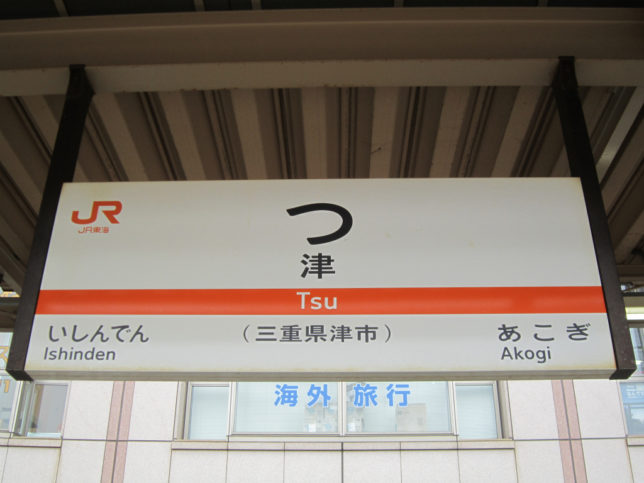 JR
JR東海
つ
津
Tsu
いしんでん
Ishinden
（三重県津市）
あこぎ
Akogi
海外 旅行